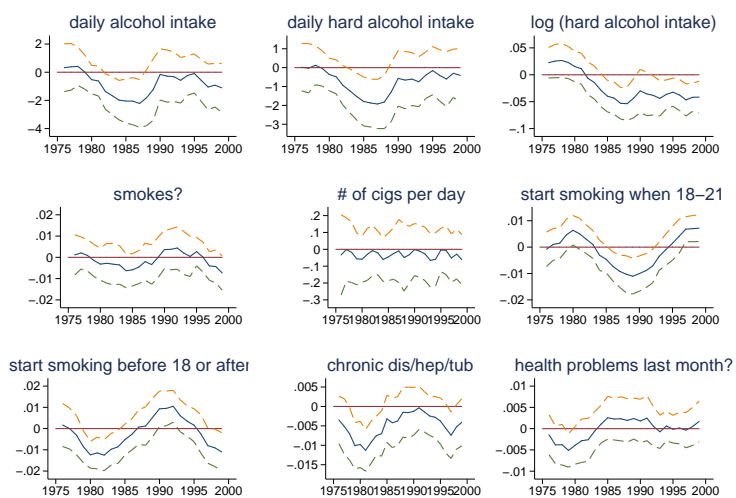 daily alcohol intake
2
0
−2
−4
1975 1980 1985 1990 1995 2000
daily hard alcohol intake
1
0
−1
−2
−3
1975 1980 1985 1990 1995 2000
log (hard alcohol intake)
.05
0
−.05
−.1
1975 1980 1985 1990 1995 2000
smokes?
.02
.01
0
−.01
−.02
1975 1980 1985 1990 1995 2000
# of cigs per day
.2
.1
0
−.1
−.2
−.3
197519801985199019952000
start smoking when 18−21
.01
0
−.01
−.02
1975 1980 1985 1990 1995 2000
start smoking before 18 or after
.02
.01
0
−.01
−.02
1975 1980 1985 1990 1995 2000
chronic dis/hep/tub
.005
0
−.005
−.01
−.015
197519801985199019952000
health problems last month?
.01
.005
0
−.005
−.01
1975 1980 1985 1990 1995 2000